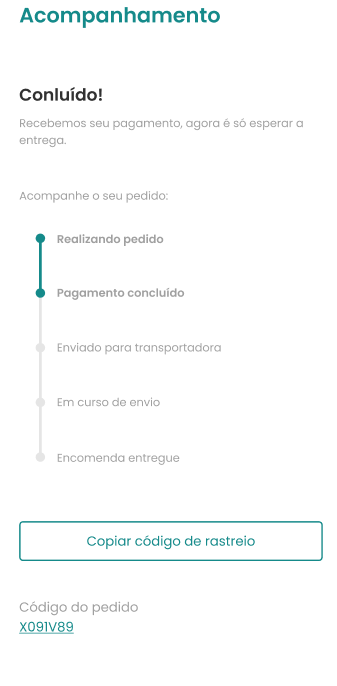 Acompanhamento
Conluído!
Recebemos seu pagamento, agora é só esperar a
entrega.
Acompanhe o seu pedido:
Realizando pedido
Pagamento concluído
Enviado para transportadora
Em curso de envio
Encomenda entregue
Copiar código de rastreio
Código do pedido
X091V89